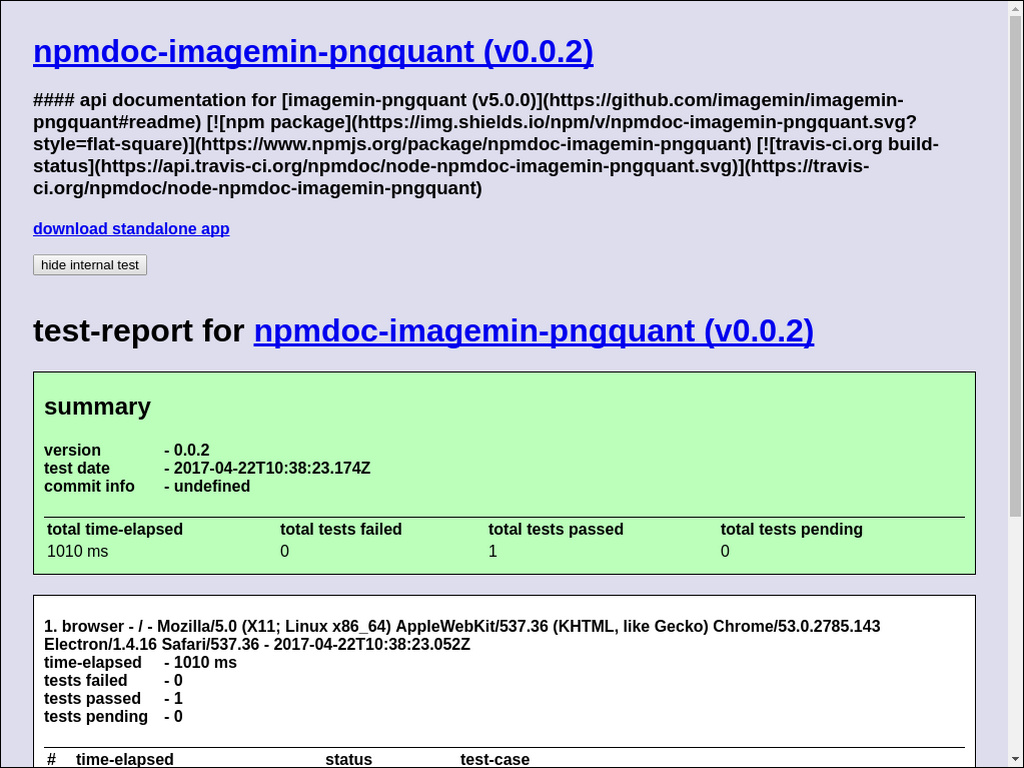 npmdoc-imagemin-pngquant (v0.0.2)
#### api documentation for [imagemin-pngquant (v5.0.0)](https://github.com/imagemin/imagemin-
pngquant#readme) [![npm package](https://img.shields.io/npm/v/npmdoc-imagemin-pngquant.svg?
style=flat-square)](https://www.npmjs.org/package/npmdoc-imagemin-pngquant) [![travis-ci.org build-
status](https://api.travis-ci.org/npmdoc/node-npmdoc-imagemin-pngquant.svg)](https://travis-
ci.org/npmdoc/node-npmdoc-imagemin-pngquant)
download standalone app
hide internal test
test-report for npmdoc-imagemin-pngquant (v0.0.2)
summary
version - 0.0.2
test date - 2017-04-22T10:38:23.174Z
commit info - undefined
total time-elapsed total tests failed total tests passed total tests pending
1010 ms 0 1 0
1. browser - / - Mozilla/5.0 (X11; Linux x86_64) AppleWebKit/537.36 (KHTML, like Gecko) Chrome/53.0.2785.143
Electron/1.4.16 Safari/537.36 - 2017-04-22T10:38:23.052Z
time-elapsed - 1010 ms
tests failed - 0
tests passed - 1
tests pending - 0
# time-elapsed status test-case